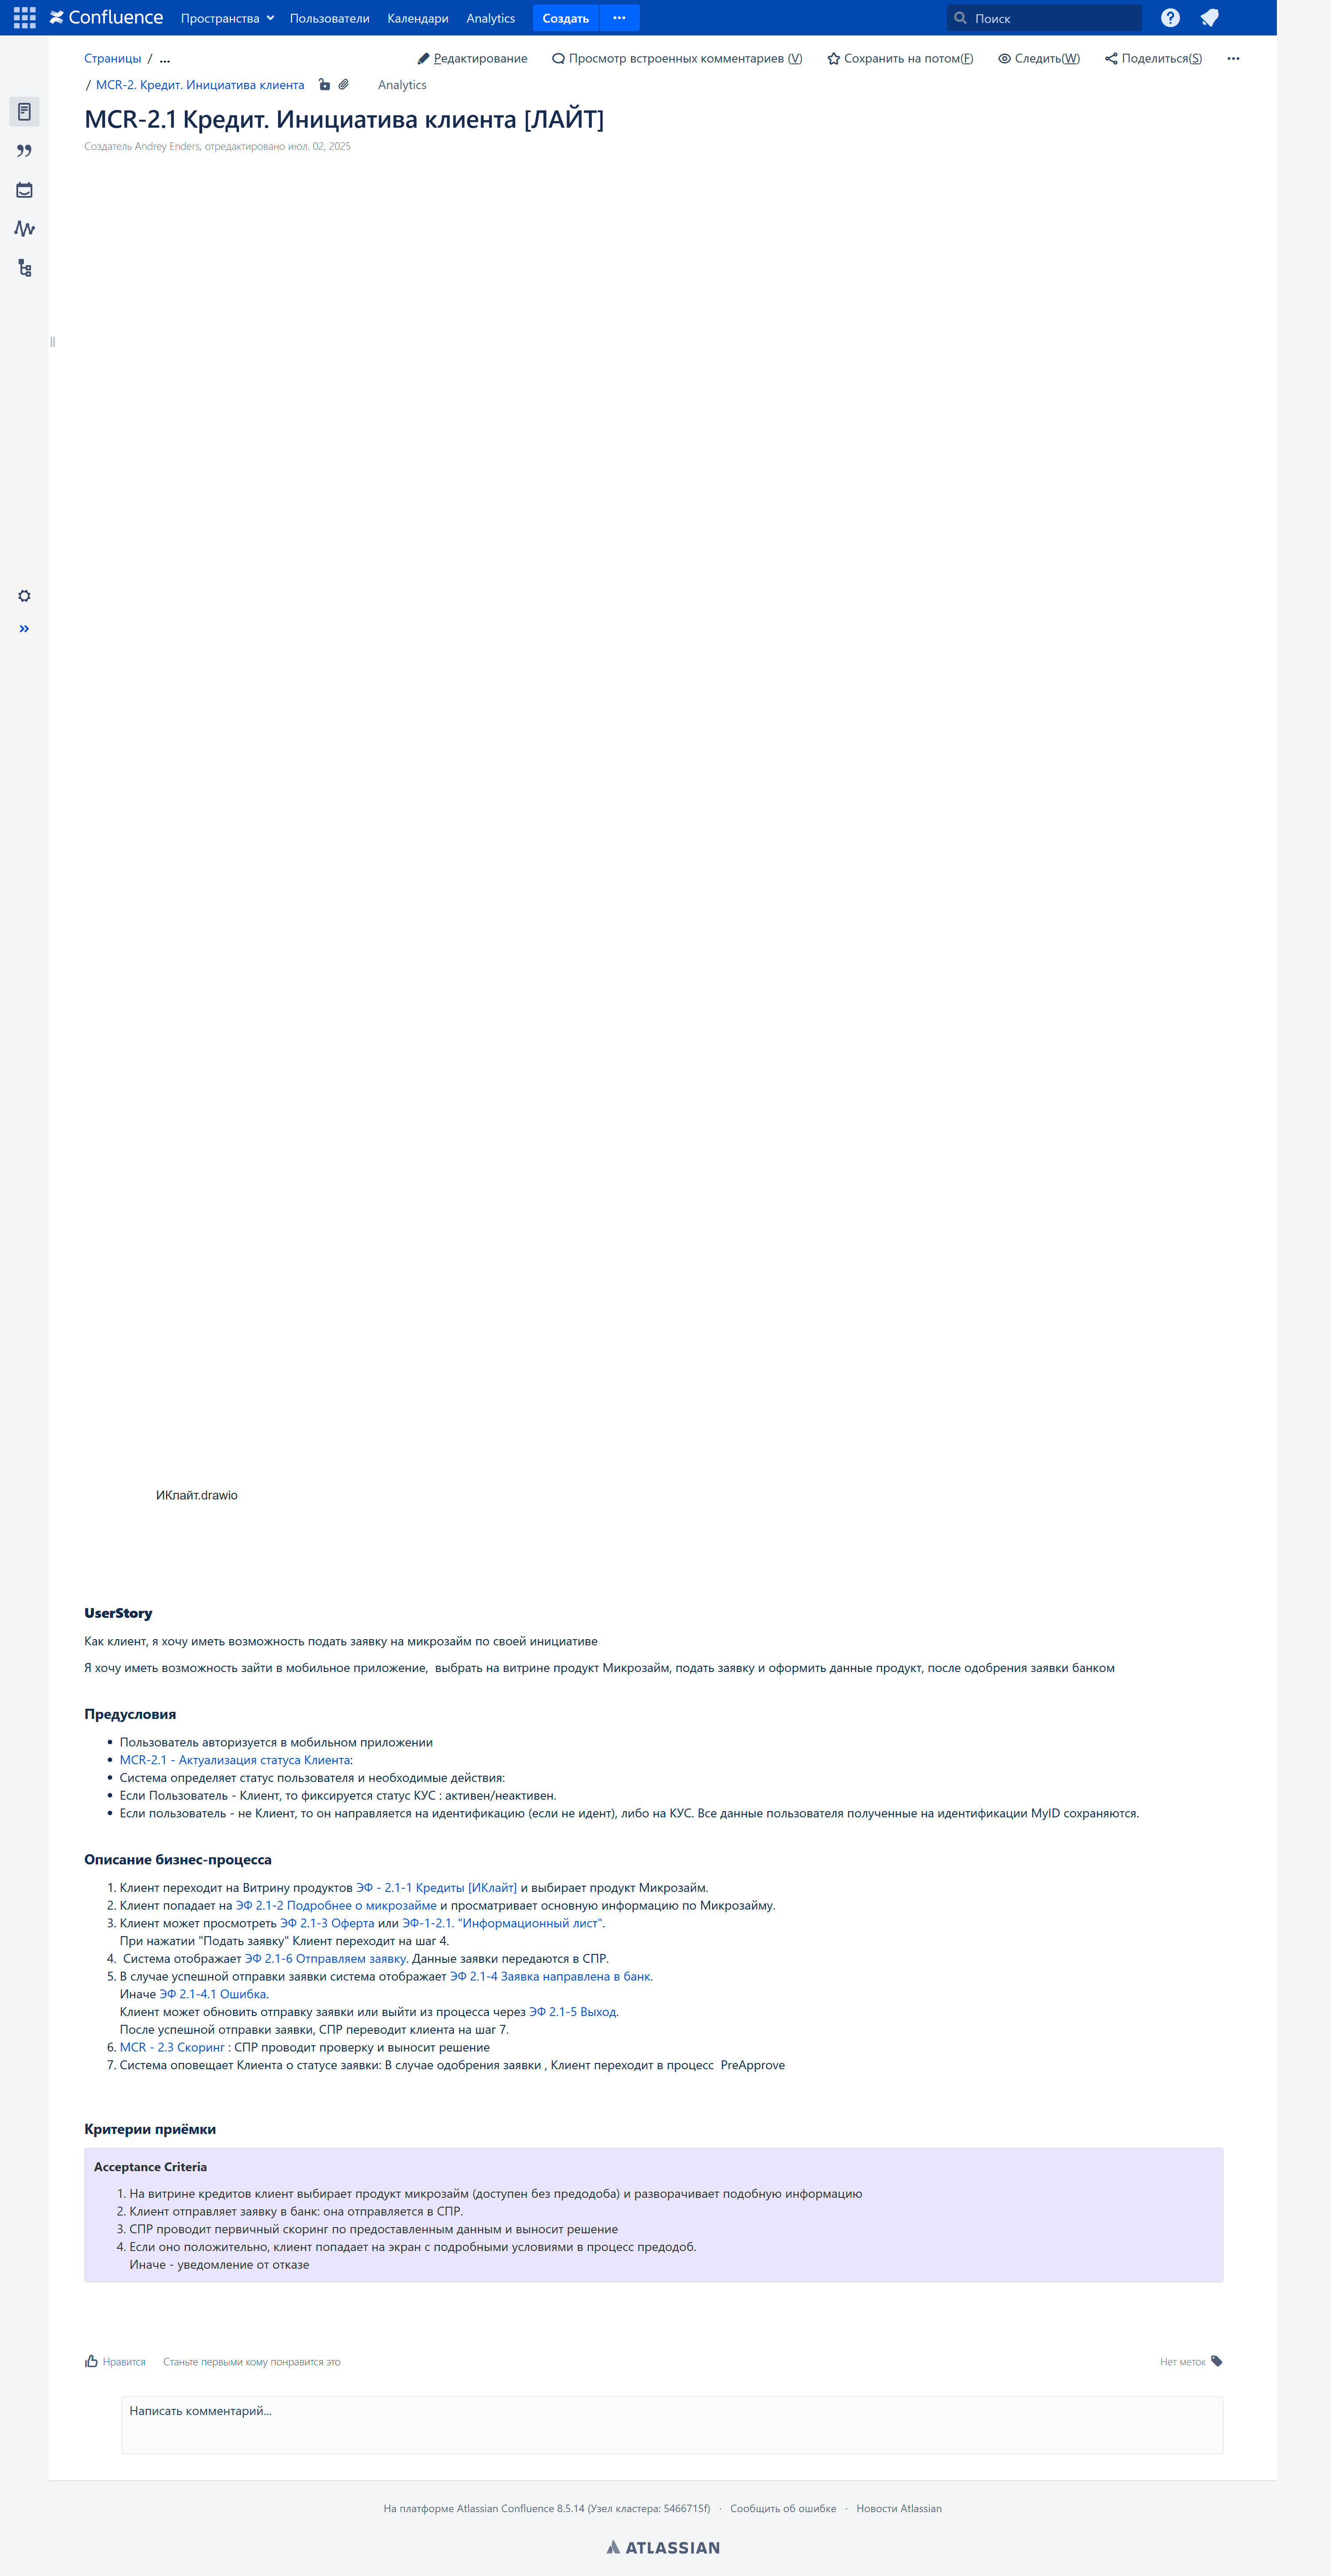 Confluence Пространства Пользователи Календари Analytics Создать ••• Поиск
Страницы / ... Редактирование Просмотр встроенных комментариев (V) Сохранить на потом(F) Следить(W) Поделиться(S) •••
/ MCR-2. Кредит. Инициатива клиента Analytics
MCR-2.1 Кредит. Инициатива клиента [ЛАЙТ]
Создатель Andrey Enders, отредактировано июл. 02, 2025
ИКлайт.drawio
UserStory
Как клиент, я хочу иметь возможность подать заявку на микрозайм по своей инициативе
Я хочу иметь возможность зайти в мобильное приложение, выбрать на витрине продукт Микрозайм, подать заявку и оформить данные продукт, после одобрения заявки банком
Предусловия
• Пользователь авторизуется в мобильном приложении
• MCR-2.1 - Актуализация статуса Клиента:
• Система определяет статус пользователя и необходимые действия:
• Если Пользователь - Клиент, то фиксируется статус КУС : активен/неактивен.
• Если пользователь - не Клиент, то он направляется на идентификацию (если не идент), либо на КУС. Все данные пользователя полученные на идентификации MyID сохраняются.
Описание бизнес-процесса
1. Клиент переходит на Витрину продуктов ЭФ - 2.1-1 Кредиты [ИКлайт] и выбирает продукт Микрозайм.
2. Клиент попадает на ЭФ 2.1-2 Подробнее о микрозайме и просматривает основную информацию по Микрозайму.
3. Клиент может просмотреть ЭФ 2.1-3 Оферта или ЭФ-1-2.1. "Информационный лист".
При нажатии "Подать заявку" Клиент переходит на шаг 4.
4. Система отображает ЭФ 2.1-6 Отправляем заявку. Данные заявки передаются в СПР.
5. В случае успешной отправки заявки система отображает ЭФ 2.1-4 Заявка направлена в банк.
Иначе ЭФ 2.1-4.1 Ошибка.
Клиент может обновить отправку заявки или выйти из процесса через ЭФ 2.1-5 Выход.
После успешной отправки заявки, СПР переводит клиента на шаг 7.
6. MCR - 2.3 Скоринг : СПР проводит проверку и выносит решение
7. Система оповещает Клиента о статусе заявки: В случае одобрения заявки , Клиент переходит в процесс PreApprove
Критерии приёмки
Acceptance Criteria
1. На витрине кредитов клиент выбирает продукт микрозайм (доступен без предодоба) и разворачивает подобную информацию
2. Клиент отправляет заявку в банк: она отправляется в СПР.
3. СПР проводит первичный скоринг по предоставленным данным и выносит решение
4. Если оно положительно, клиент попадает на экран с подробными условиями в процесс предодоб.
Иначе - уведомление от отказе
Нравится Станьте первыми кому понравится это Нет меток
Написать комментарий...
На платформе Atlassian Confluence 8.5.14 (Узел кластера: 5466715f) · Сообщить об ошибке · Новости Atlassian
ATLASSIAN